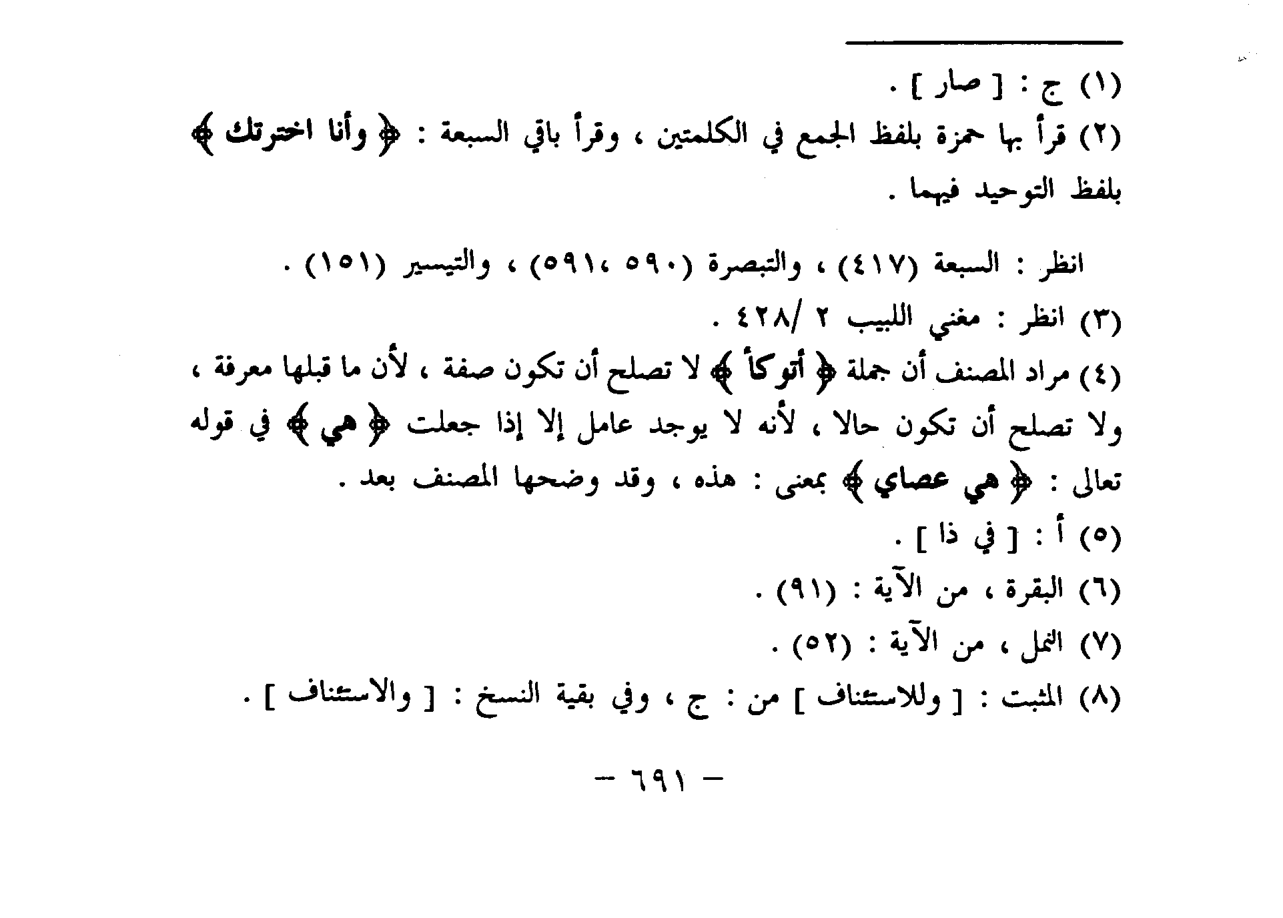 (١) ج : [ صار ] .
(٢) قرأ بها حمزة بلفظ الجمع في الكلمتين ، وقرأ باقي السبعة : ﴿ وأنا اخترتك ﴾
بلفظ التوحيد فيهما .
انظر : السبعة (٤١٧) ، والتبصرة (٥٩٠ ،٥٩١) ، والتيسير (١٥١) .
(٣) انظر : مغني اللبيب ٢ /٤٢٨ .
(٤) مراد المصنف أن جملة ﴿ أتوكأ ﴾ لا تصلح أن تكون صفة ، لأن ما قبلها معرفة ،
ولا تصلح أن تكون حالا ، لأنه لا يوجد عامل إلا إذا جعلت ﴿ هي ﴾ في قوله
تعالى : ﴿ هي عصاي ﴾ بمعنى : هذه ، وقد وضحها المصنف بعد .
(٥) أ : [ في ذا ] .
(٦) البقرة ، من الآية : (٩١) .
(٧) النمل ، من الآية : (٥٢) .
(٨) المثبت : [ وللاستئناف ] من : ج ، وفي بقية النسخ : [ والاستئناف ] .
– ٦٩١ –